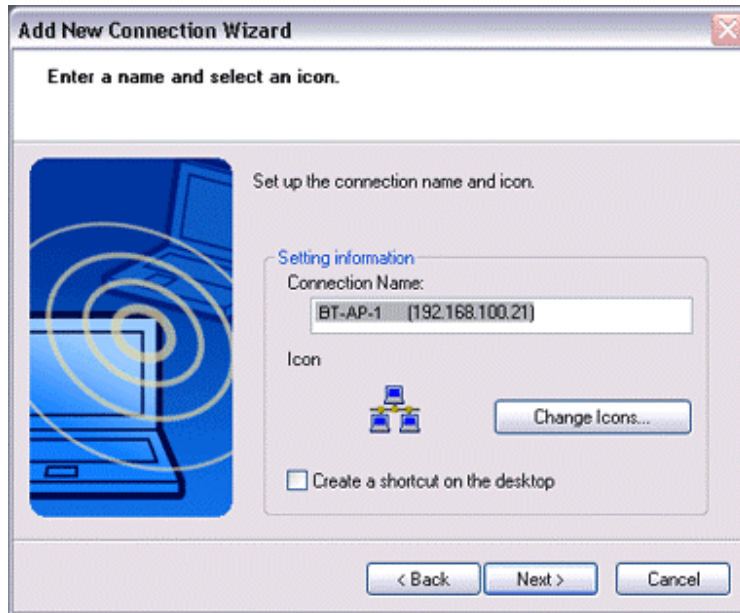 Add New Connection Wizard
Enter a name and select an icon.
Set up the connection name and icon.
Setting information
Connection Name:
BT-AP-1 (192.168.100.21)
Icon
Change Icons...
Create a shortcut on the desktop
< Back Next > Cancel